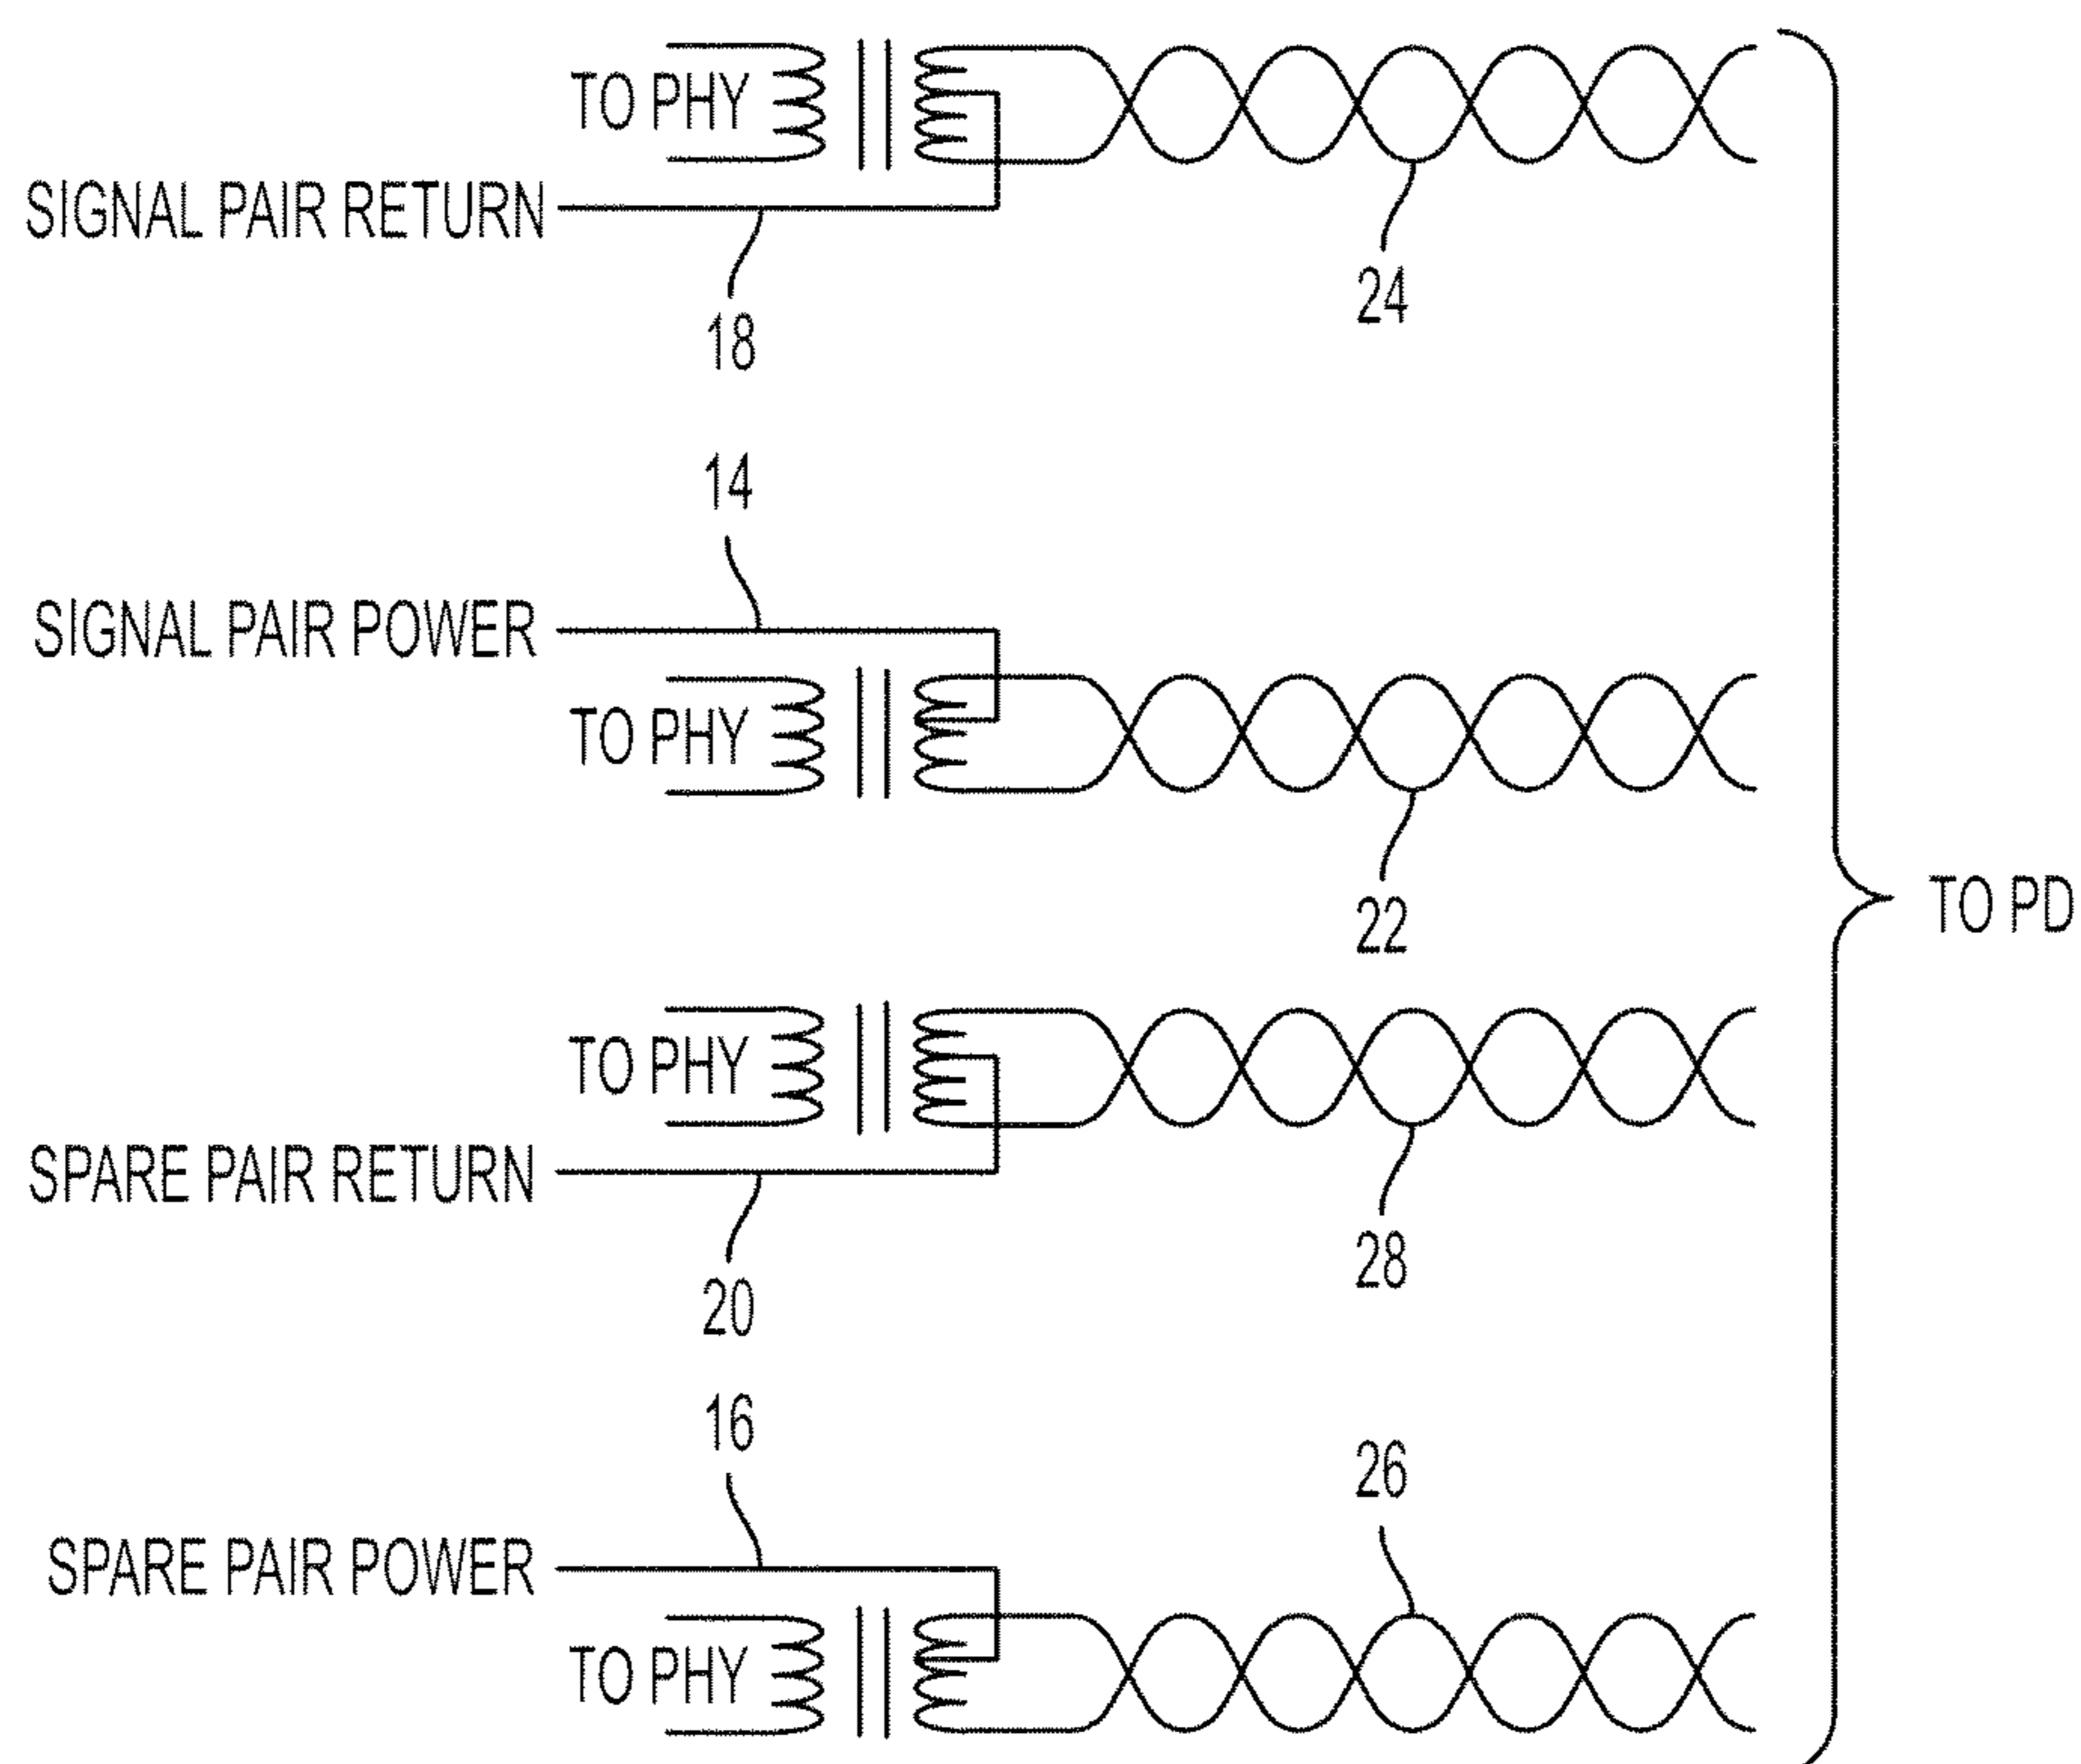 TO PHY
SIGNAL PAIR RETURN
18
24
14
SIGNAL PAIR POWER
TO PHY
22
TO PD
TO PHY
SPARE PAIR RETURN
20
28
16
26
SPARE PAIR POWER
TO PHY